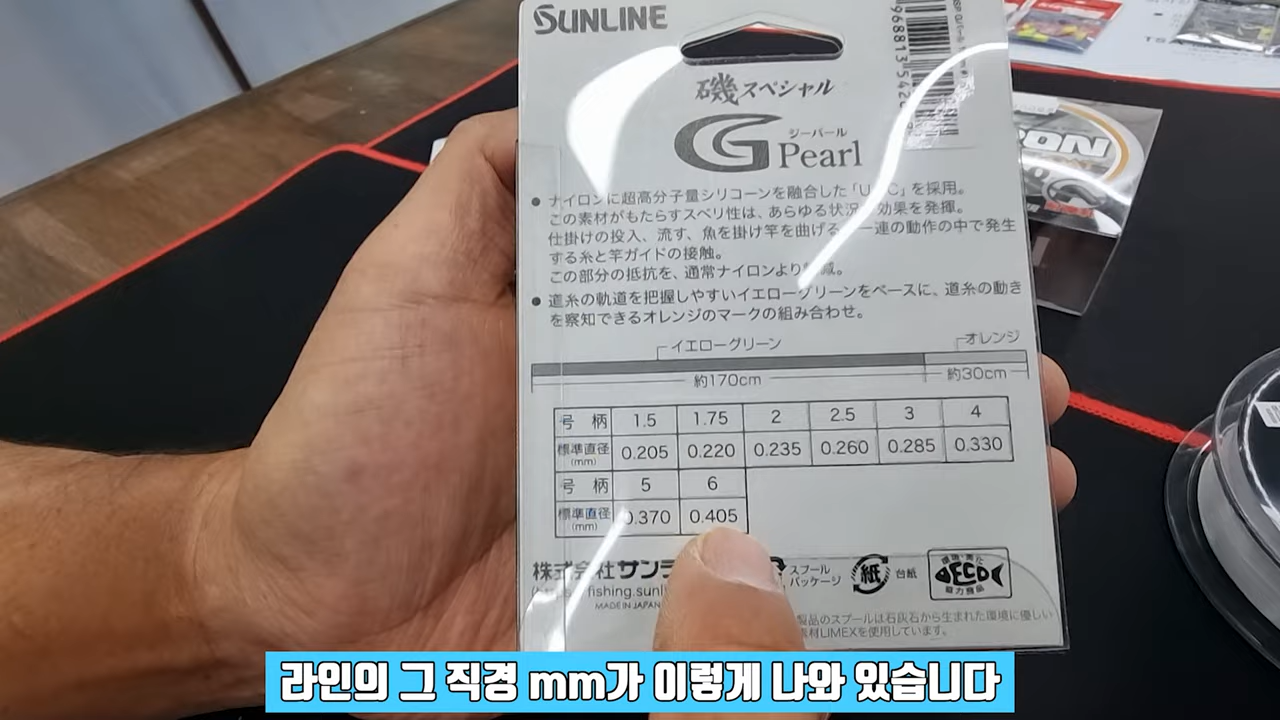 SUNLINE
磯スペシャル
ジーパール
G Pearl
● ナイロンに超高分子量シリコーンを融合した「U C」を採用。
この素材がもたらすスベリ性は、あらゆる状況 効果を発揮。
仕掛けの投入、流す、魚を掛け竿を曲げる 一連の動作の中で発生
する糸と竿ガイドの接触。
この部分の抵抗を、通常ナイロンより 減。
● 道糸の軌道を把握しやすいイエローグリーンをベースに、道糸の動き
を察知できるオレンジのマークの組み合わせ。
イエローグリーン オレンジ
約170cm 約30cm
号 柄 1.5 1.75 2 2.5 3 4
標準直径(mm) 0.205 0.220 0.235 0.260 0.285 0.330
号 柄 5 6
標準直径(mm) 0.370 0.405
株式会社サンラ
fishing.sunl
MADE IN JAPAN
スプール
パッケージ
紙 台紙
ECO
製品のスプールは石灰石から生まれた環境に優しい
素材LIMEXを使用しています。
라인의 그 직경 mm가 이렇게 나와 있습니다